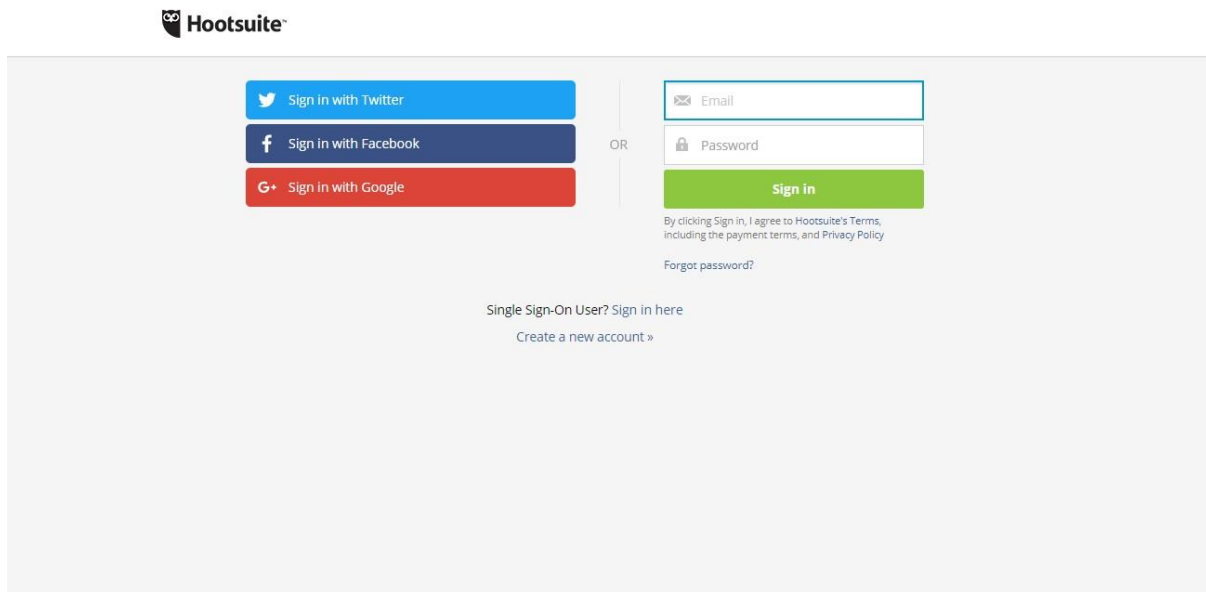 Hootsuite™
Sign in with Twitter
Sign in with Facebook
G+ Sign in with Google
OR
Email
Password
Sign in
By clicking Sign in, I agree to Hootsuite's Terms,
including the payment terms, and Privacy Policy
Forgot password?
Single Sign-On User? Sign in here
Create a new account »